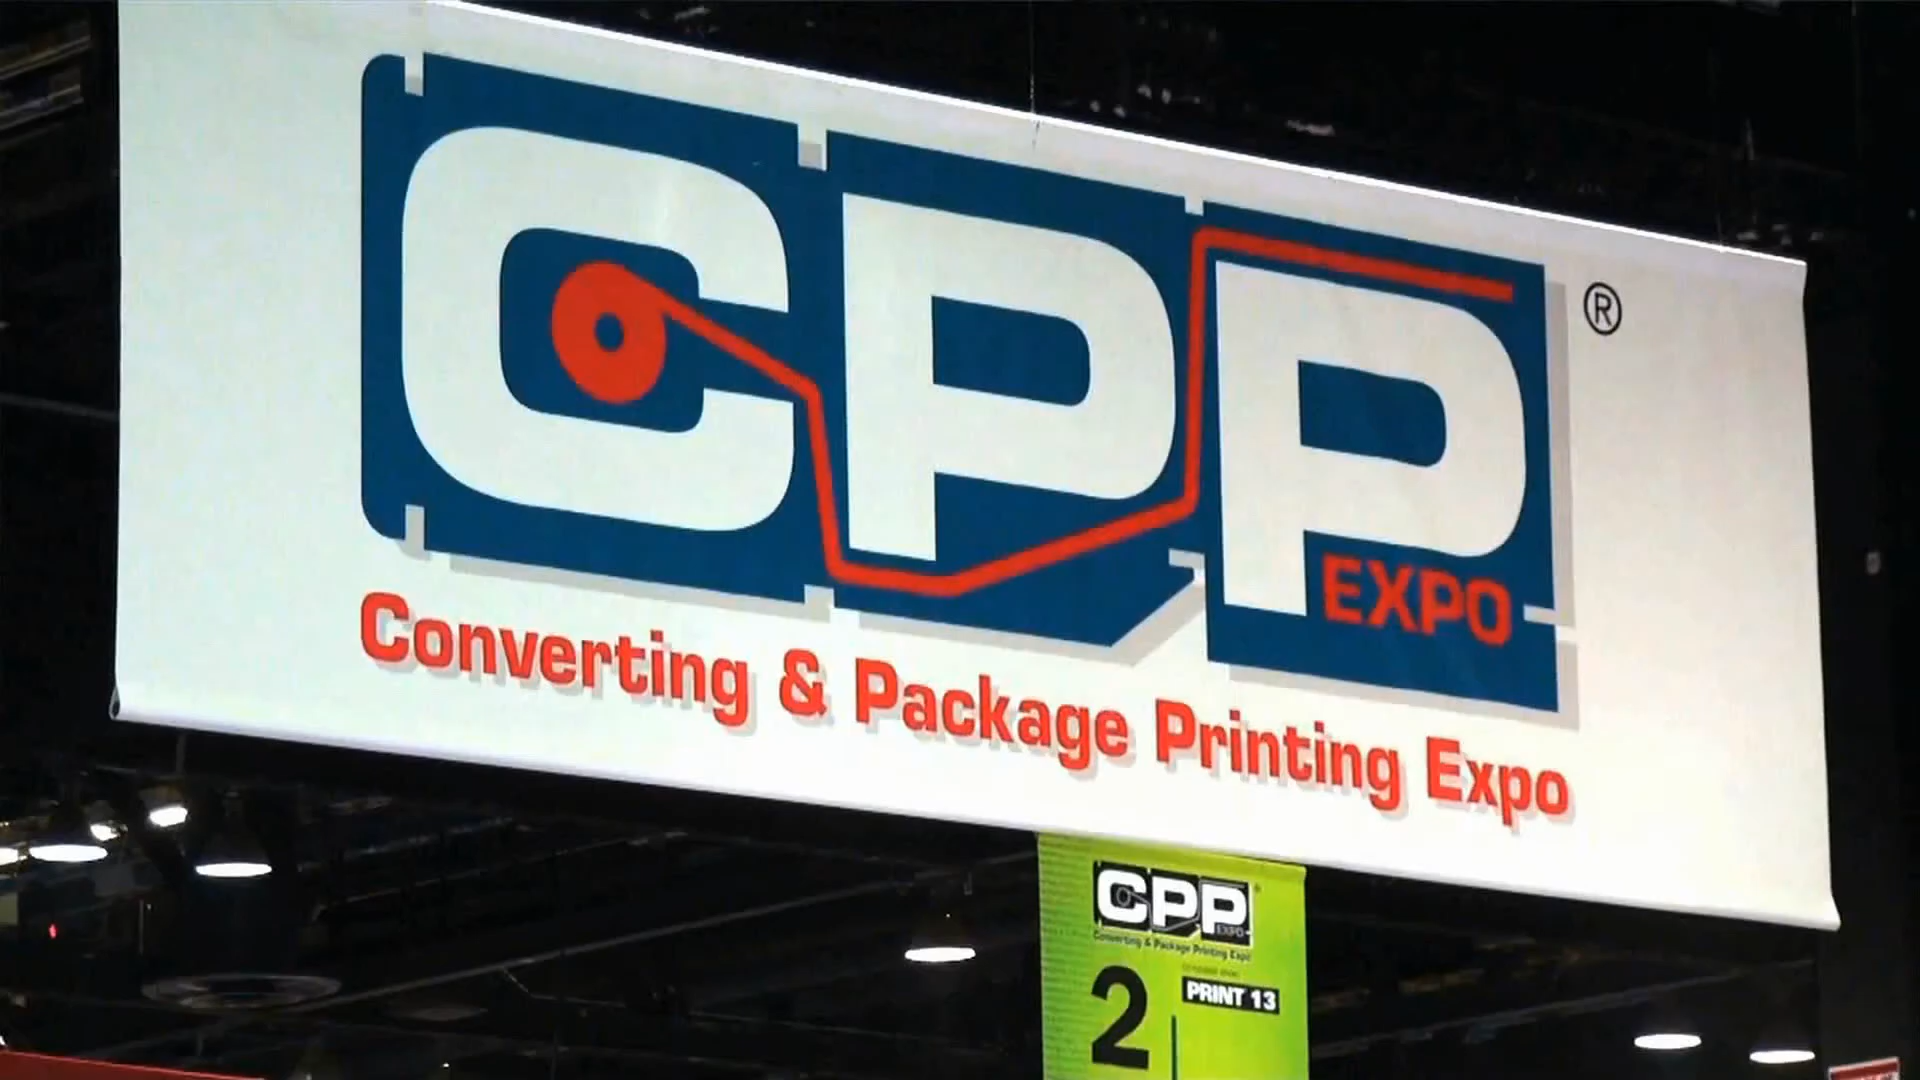 CPP
EXPO
®
Converting & Package Printing Expo
CPP
EXPO
Converting & Package Printing Expo
2
PRINT 13